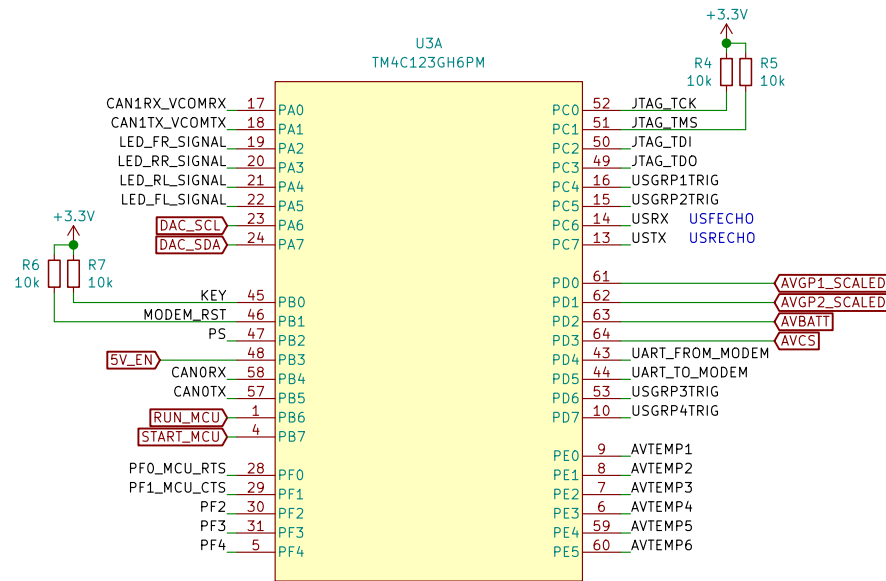 +3.3V
U3A
TM4C123GH6PM
R4
10k
R5
10k
CAN1RX_VCOMRX 17 PA0
CAN1TX_VCOMTX 18 PA1
LED_FR_SIGNAL 19 PA2
LED_RR_SIGNAL 20 PA3
LED_RL_SIGNAL 21 PA4
LED_FL_SIGNAL 22 PA5
DAC_SCL 23 PA6
DAC_SDA 24 PA7
+3.3V
R6
10k
R7
10k
KEY 45 PB0
MODEM_RST 46 PB1
PS 47 PB2
5V_EN 48 PB3
CAN0RX 58 PB4
CAN0TX 57 PB5
RUN_MCU 1 PB6
START_MCU 4 PB7
PF0_MCU_RTS 28 PF0
PF1_MCU_CTS 29 PF1
PF2 30 PF2
PF3 31 PF3
PF4 5 PF4
PC0 52 JTAG_TCK
PC1 51 JTAG_TMS
PC2 50 JTAG_TDI
PC3 49 JTAG_TDO
PC4 16 USGRP1TRIG
PC5 15 USGRP2TRIG
PC6 14 USRX USFECHO
PC7 13 USTX USRECHO
PD0 61 AVGP1_SCALED
PD1 62 AVGP2_SCALED
PD2 63 AVBATT
PD3 64 AVCS
PD4 43 UART_FROM_MODEM
PD5 44 UART_TO_MODEM
PD6 53 USGRP3TRIG
PD7 10 USGRP4TRIG
PE0 9 AVTEMP1
PE1 8 AVTEMP2
PE2 7 AVTEMP3
PE3 6 AVTEMP4
PE4 59 AVTEMP5
PE5 60 AVTEMP6